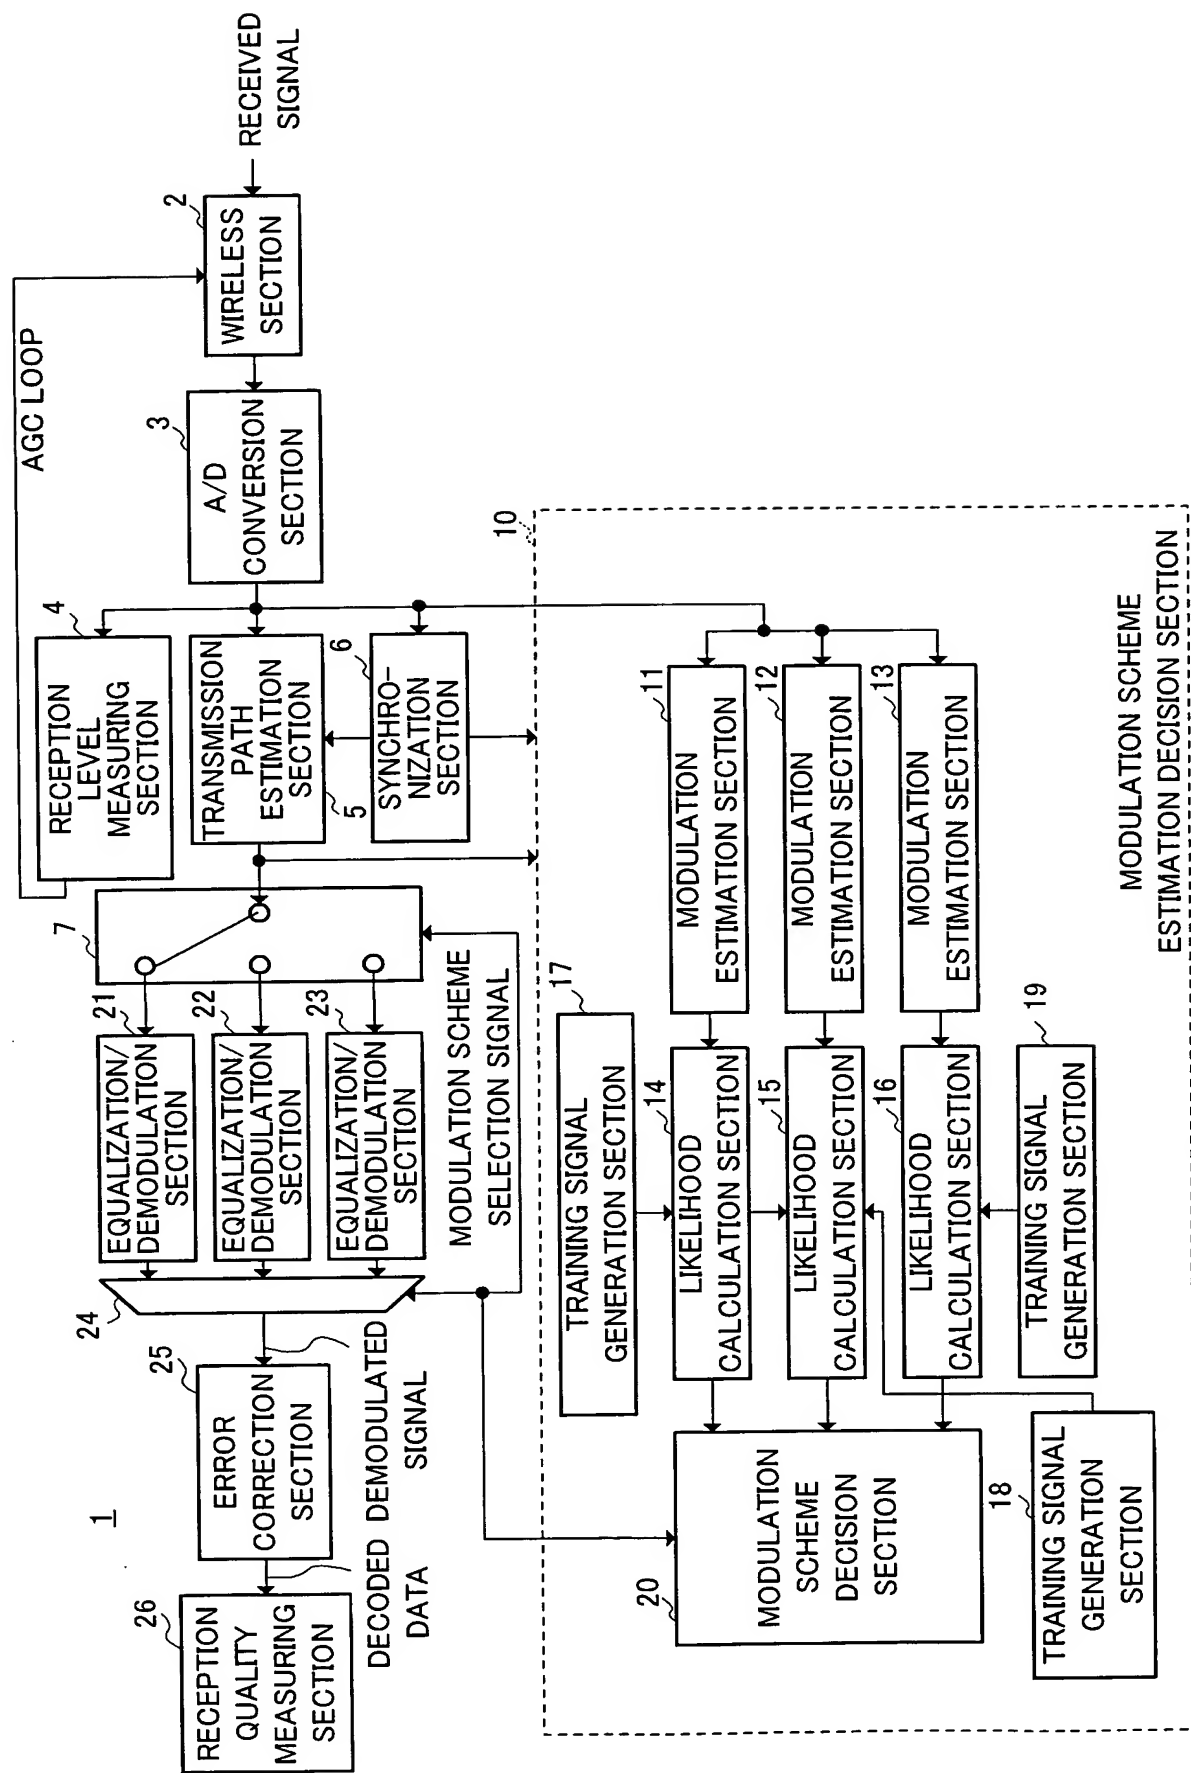 1
RECEIVED
SIGNAL
AGC LOOP
2
WIRELESS
SECTION
3
A/D
CONVERSION
SECTION
4
RECEPTION
LEVEL
MEASURING
SECTION
TRANSMISSION
PATH
ESTIMATION
SECTION
5
6
SYNCHRO-
NIZATION
SECTION
7
21
EQUALIZATION/
DEMODULATION
SECTION
22
EQUALIZATION/
DEMODULATION
SECTION
23
EQUALIZATION/
DEMODULATION
SECTION
MODULATION SCHEME
SELECTION SIGNAL
24
DEMODULATED
SIGNAL
25
ERROR
CORRECTION
SECTION
DECODED
DATA
26
RECEPTION
QUALITY
MEASURING
SECTION
10
11
MODULATION
ESTIMATION SECTION
12
MODULATION
ESTIMATION SECTION
13
MODULATION
ESTIMATION SECTION
17
TRAINING SIGNAL
GENERATION SECTION
14
LIKELIHOOD
CALCULATION SECTION
15
LIKELIHOOD
CALCULATION SECTION
16
LIKELIHOOD
CALCULATION SECTION
19
TRAINING SIGNAL
GENERATION SECTION
20
MODULATION
SCHEME
DECISION
SECTION
18
TRAINING SIGNAL
GENERATION
SECTION
MODULATION SCHEME
ESTIMATION DECISION SECTION